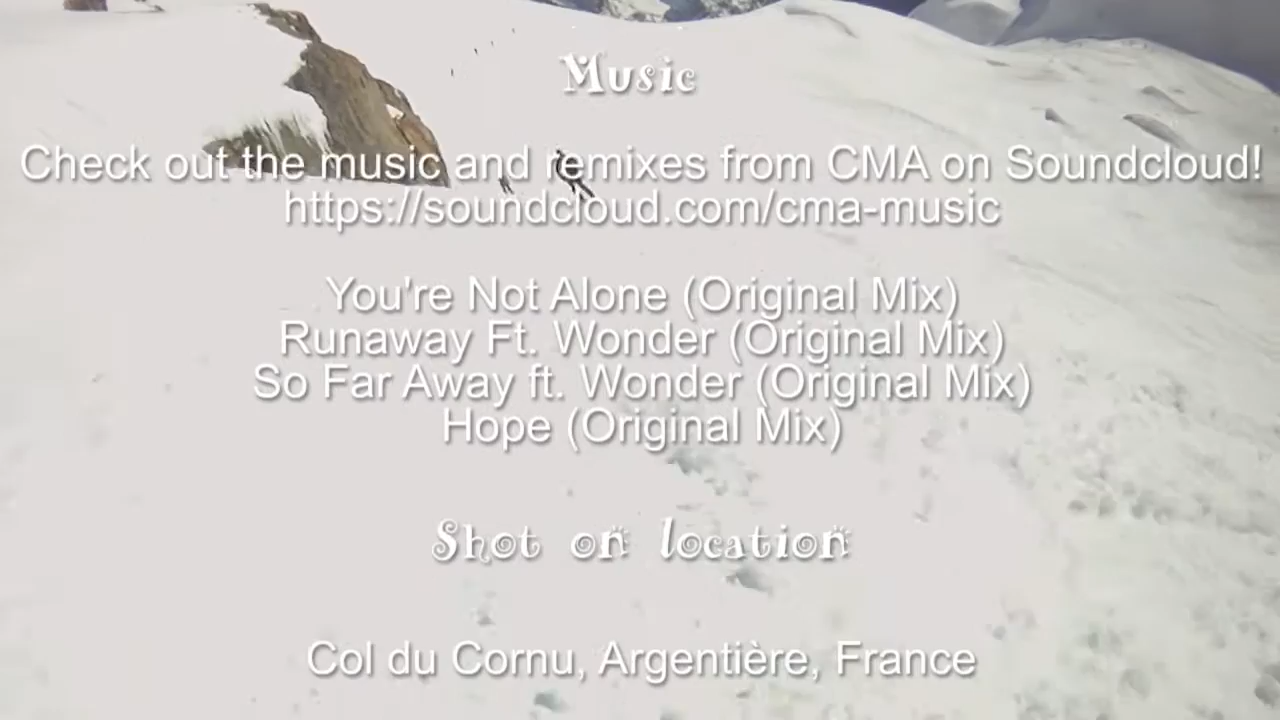 Music
Check out the music and remixes from CMA on Soundcloud!
https://soundcloud.com/cma-music
You're Not Alone (Original Mix)
Runaway Ft. Wonder (Original Mix)
So Far Away ft. Wonder (Original Mix)
Hope (Original Mix)
Shot on location
Col du Cornu, Argentière, France